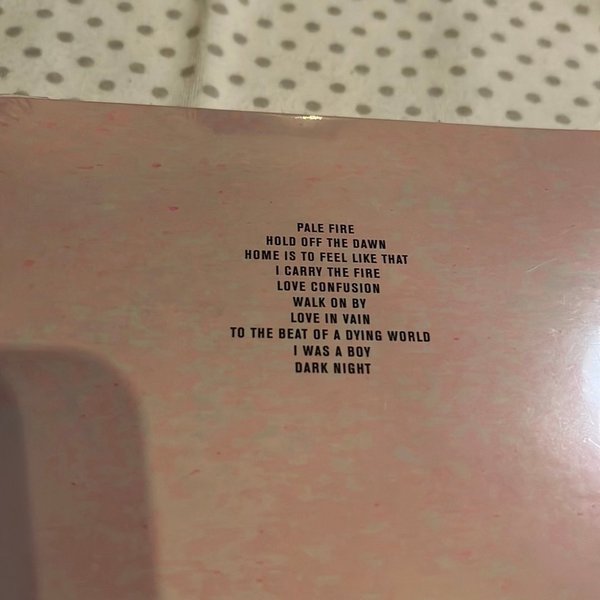 PALE FIRE
HOLD OFF THE DAWN
HOME IS TO FEEL LIKE THAT
I CARRY THE FIRE
LOVE CONFUSION
WALK ON BY
LOVE IN VAIN
TO THE BEAT OF A DYING WORLD
I WAS A BOY
DARK NIGHT